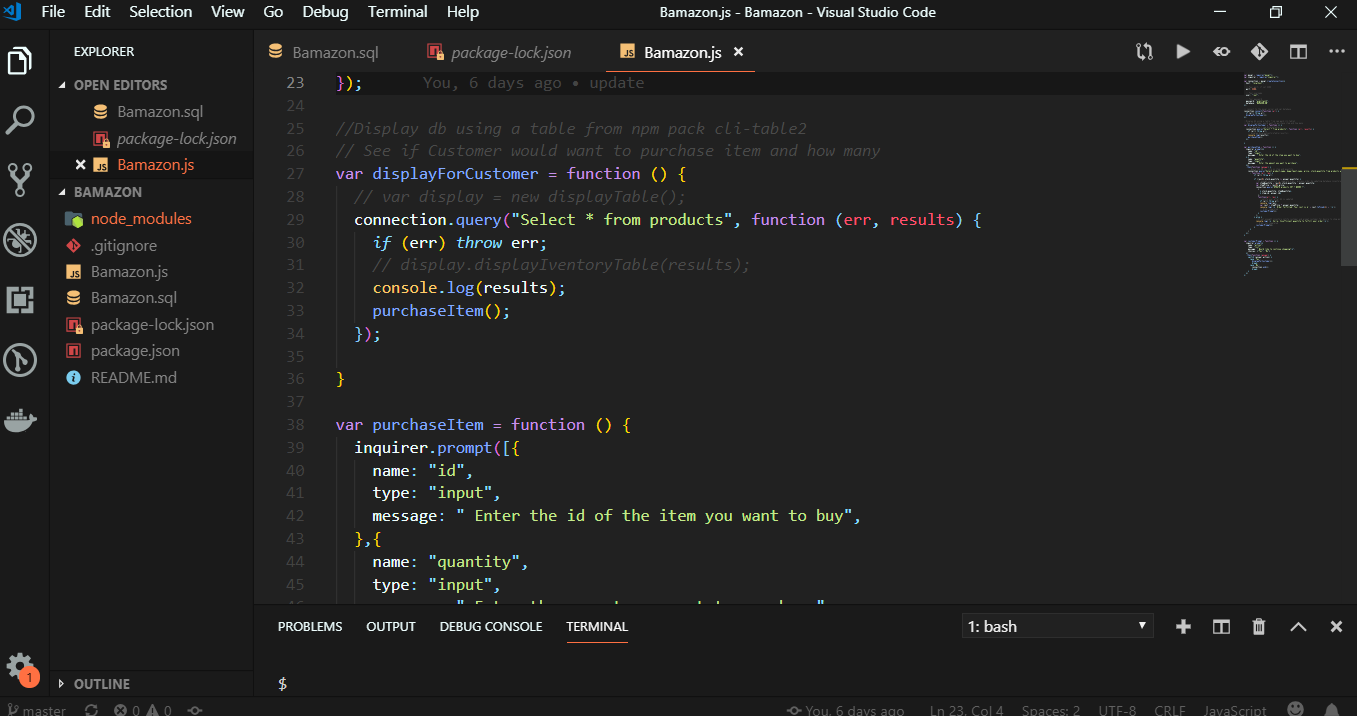 File Edit Selection View Go Debug Terminal Help
Bamazon.js - Bamazon - Visual Studio Code
EXPLORER
OPEN EDITORS
Bamazon.sql
package-lock.json
Bamazon.js
BAMAZON
node_modules
.gitignore
Bamazon.js
Bamazon.sql
package-lock.json
package.json
README.md
OUTLINE
1
Bamazon.sql
package-lock.json
Bamazon.js
23 }); You, 6 days ago • update
24
25 //Display db using a table from npm pack cli-table2
26 // See if Customer would want to purchase item and how many
27 var displayForCustomer = function () {
28 // var display = new displayTable();
29 connection.query("Select * from products", function (err, results) {
30 if (err) throw err;
31 // display.displayIventoryTable(results);
32 console.log(results);
33 purchaseItem();
34 });
35
36 }
37
38 var purchaseItem = function () {
39 inquirer.prompt([{
40 name: "id",
41 type: "input",
42 message: " Enter the id of the item you want to buy",
43 },{
44 name: "quantity",
45 type: "input",
PROBLEMS OUTPUT DEBUG CONSOLE TERMINAL
1: bash
$
master 0 0 You, 6 days ago Ln 23, Col 4 Spaces: 2 UTF-8 CRLF JavaScript